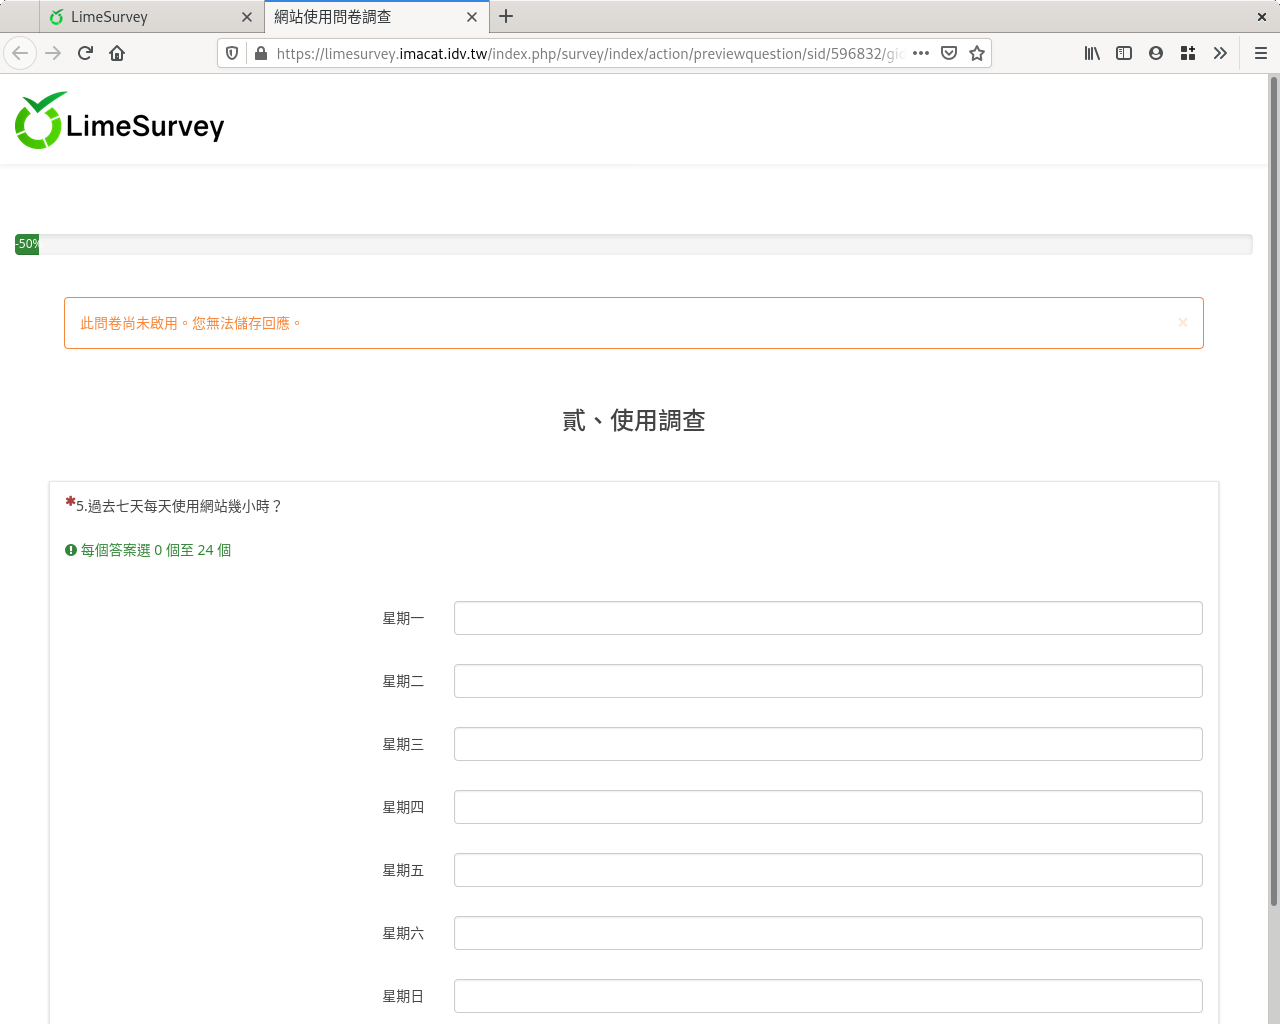 LimeSurvey
網站使用問卷調查
https://limesurvey.imacat.idv.tw/index.php/survey/index/action/previewquestion/sid/596832/gi
LimeSurvey
-50%
此問卷尚未啟用。您無法儲存回應。
×
貳、使用調查
✱5.過去七天每天使用網站幾小時？
每個答案選 0 個至 24 個
星期一
星期二
星期三
星期四
星期五
星期六
星期日